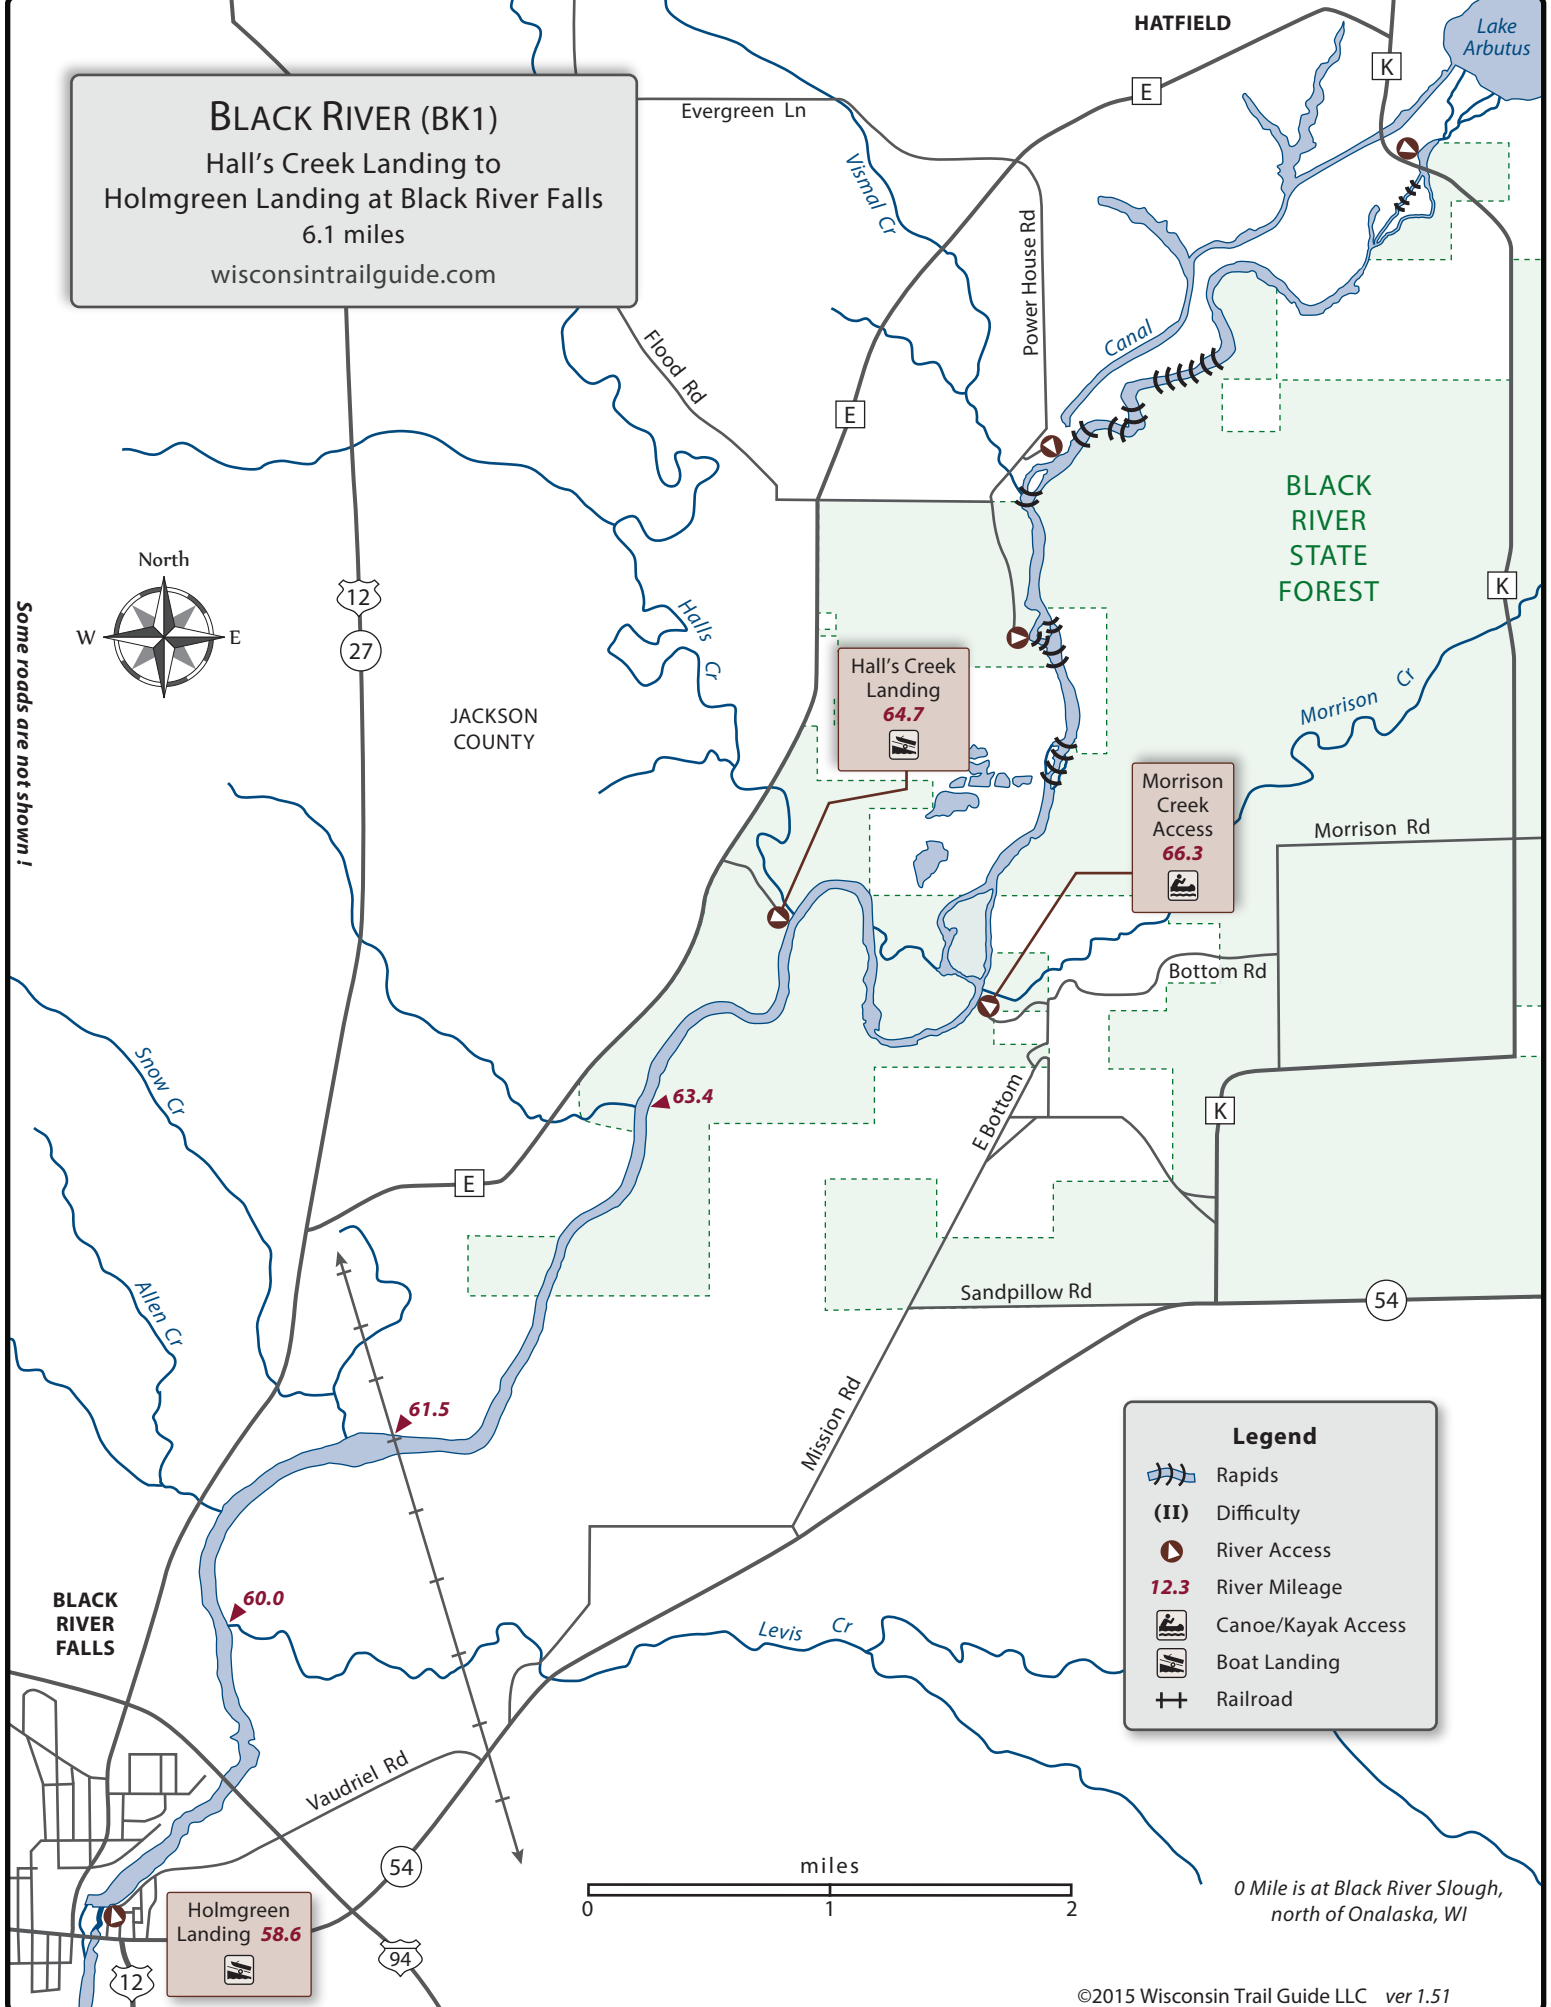 HATFIELD
Lake
Arbutus
K
E
BLACK RIVER (BK1)
Hall's Creek Landing to
Holmgreen Landing at Black River Falls
6.1 miles
wisconsintrailguide.com
Evergreen Ln
Vismal Cr
Power House Rd
Canal
Flood Rd
E
BLACK
RIVER
STATE
FOREST
North
W
E
12
27
Some roads are not shown !
Halls Cr
K
Hall's Creek
Landing
64.7
JACKSON
COUNTY
Morrison Cr
Morrison
Creek
Access
66.3
Morrison Rd
Bottom Rd
Snow Cr
63.4
E Bottom
K
E
Allen Cr
Sandpillow Rd
54
61.5
Mission Rd
Legend
Rapids
(II) Difficulty
River Access
12.3 River Mileage
Canoe/Kayak Access
Boat Landing
Railroad
60.0
BLACK
RIVER
FALLS
Levis Cr
Vaudriel Rd
54
miles
0 1 2
0 Mile is at Black River Slough,
north of Onalaska, WI
Holmgreen
Landing 58.6
94
12
©2015 Wisconsin Trail Guide LLC ver 1.51